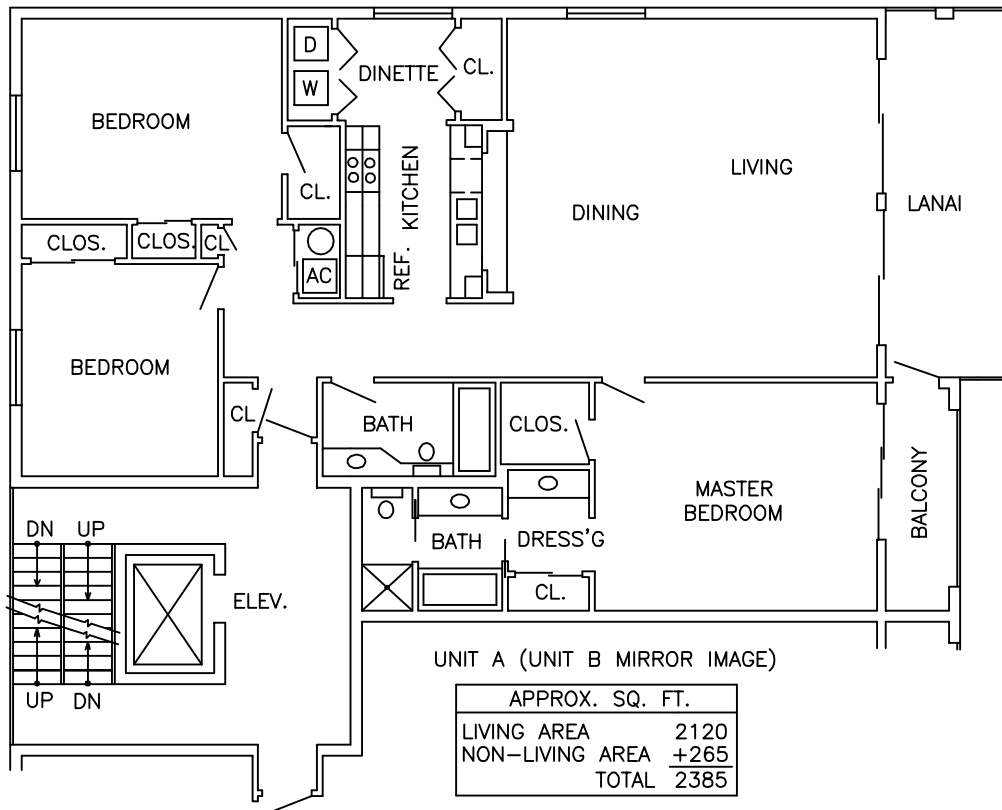 D
W
DINETTE
CL.
BEDROOM
CL.
KITCHEN
REF.
LIVING
DINING
LANAI
CLOS.
CLOS.
CL
AC
BEDROOM
CL
BATH
CLOS.
MASTER
BEDROOM
BALCONY
DN
UP
BATH
DRESS'G
CL.
ELEV.
UP
DN
UNIT A (UNIT B MIRROR IMAGE)
APPROX. SQ. FT.
LIVING AREA 2120
NON-LIVING AREA +265
TOTAL 2385